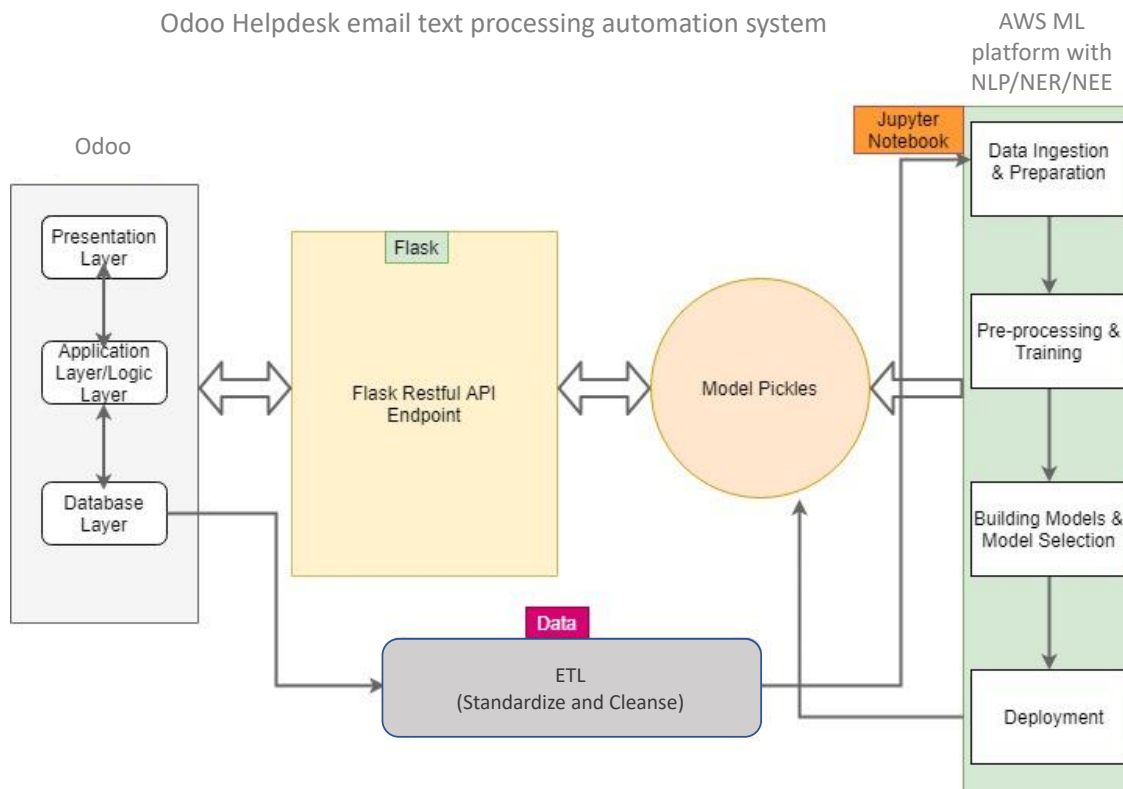 Odoo Helpdesk email text processing automation system
AWS ML
platform with
NLP/NER/NEE
Odoo
Presentation
Layer
Application
Layer/Logic
Layer
Database
Layer
Flask
Flask Restful API
Endpoint
Model Pickles
Data
ETL
(Standardize and Cleanse)
Jupyter
Notebook
Data Ingestion
& Preparation
Pre-processing &
Training
Building Models &
Model Selection
Deployment